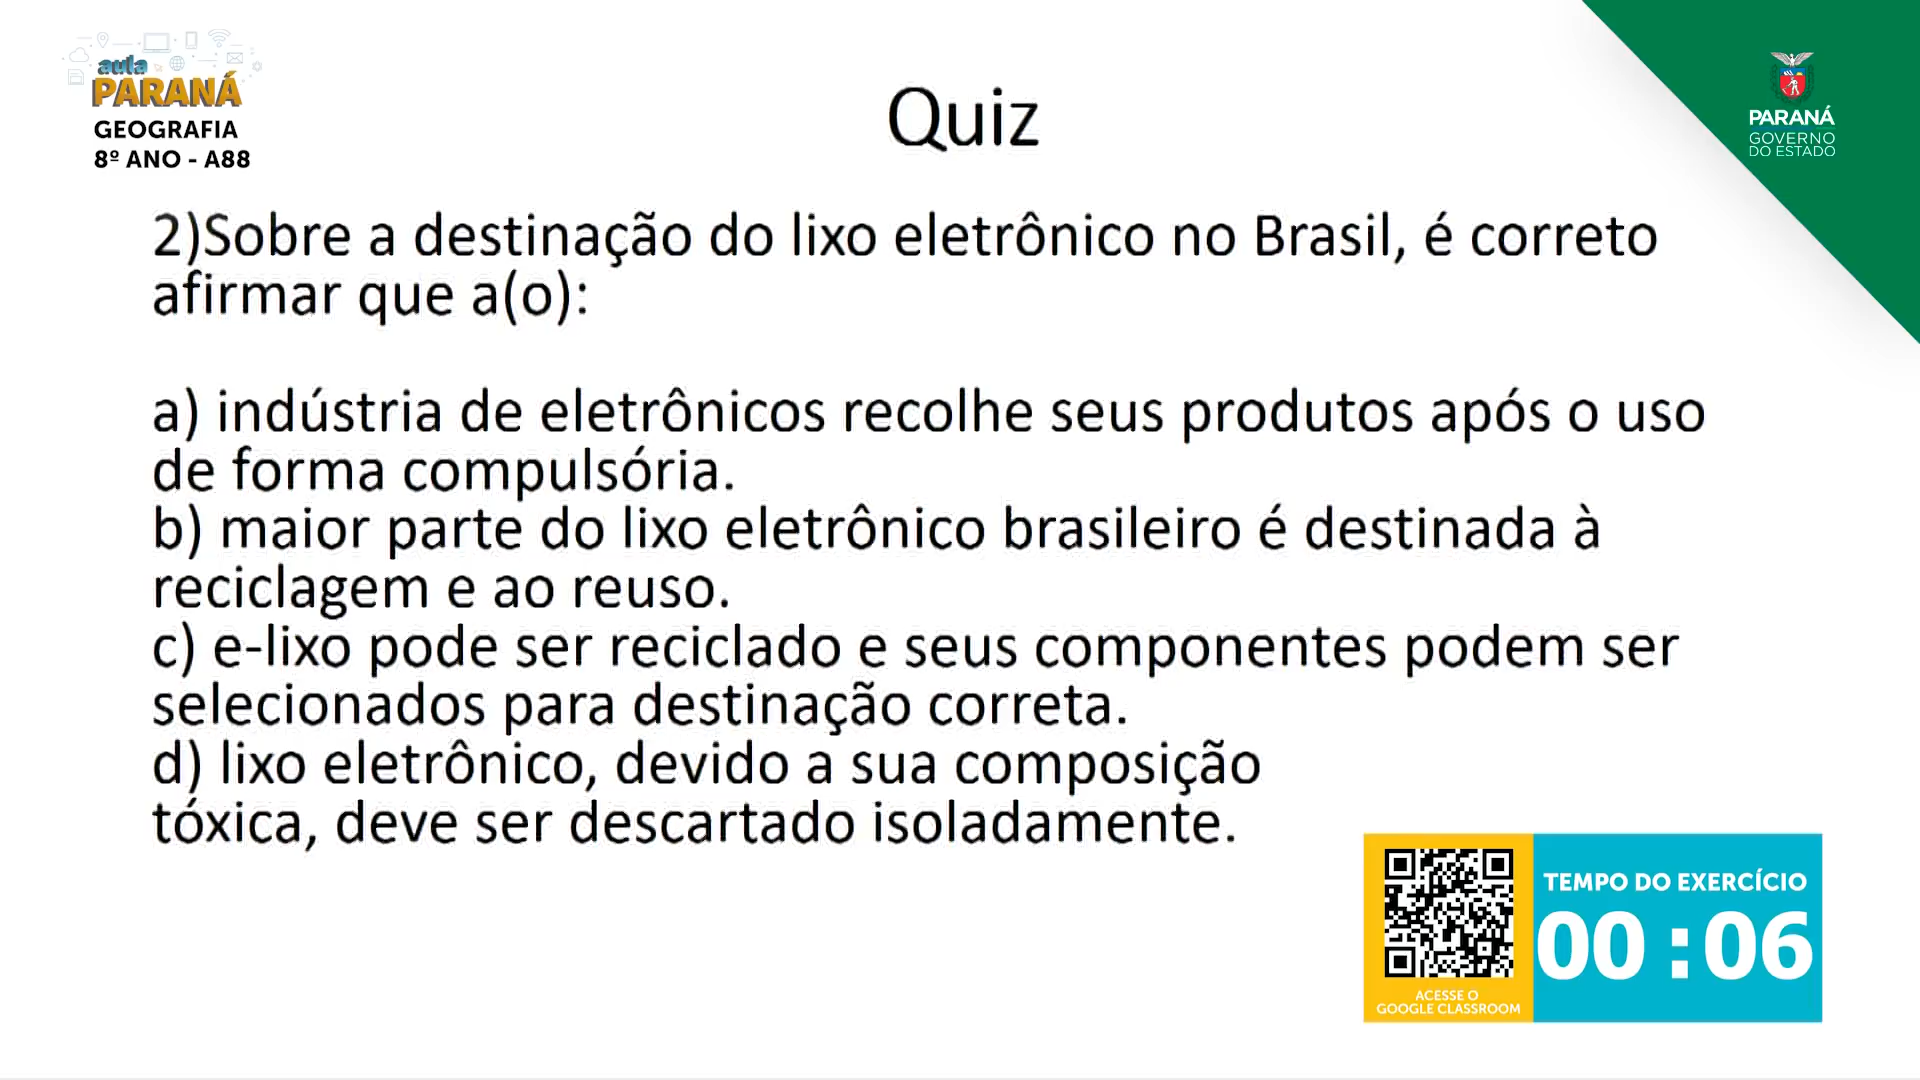 aula
PARANÁ
GEOGRAFIA
8º ANO - A88
Quiz
PARANÁ
GOVERNO
DO ESTADO
2)Sobre a destinação do lixo eletrônico no Brasil, é correto
afirmar que a(o):
a) indústria de eletrônicos recolhe seus produtos após o uso
de forma compulsória.
b) maior parte do lixo eletrônico brasileiro é destinada à
reciclagem e ao reuso.
c) e-lixo pode ser reciclado e seus componentes podem ser
selecionados para destinação correta.
d) lixo eletrônico, devido a sua composição
tóxica, deve ser descartado isoladamente.
TEMPO DO EXERCÍCIO
00:06
ACESSE O
GOOGLE CLASSROOM